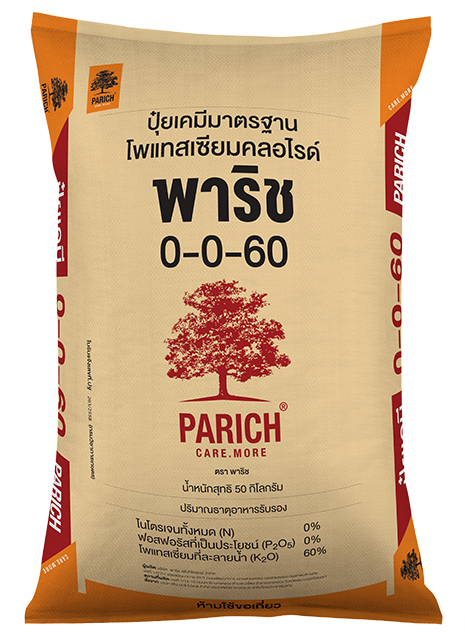 PARICH
CARE.MORE
ปุ๋ยเคมีมาตรฐาน
โพแทสเซียมคลอไรด์
พาริช
0-0-60
PARICH®
CARE.MORE
ตรา พาริช
น้ำหนักสุทธิ 50 กิโลกรัม
ปริมาณธาตุอาหารรับรอง
ไนโตรเจนทั้งหมด (N) 0%
ฟอสฟอรัสที่เป็นประโยชน์ (P₂O₅) 0%
โพแทสเซียมที่ละลายน้ำ (K₂O) 60%
ห้ามใช้ขอเกี่ยว
0-0-60
PARICH
CARE.MORE
PARICH
0-0-60